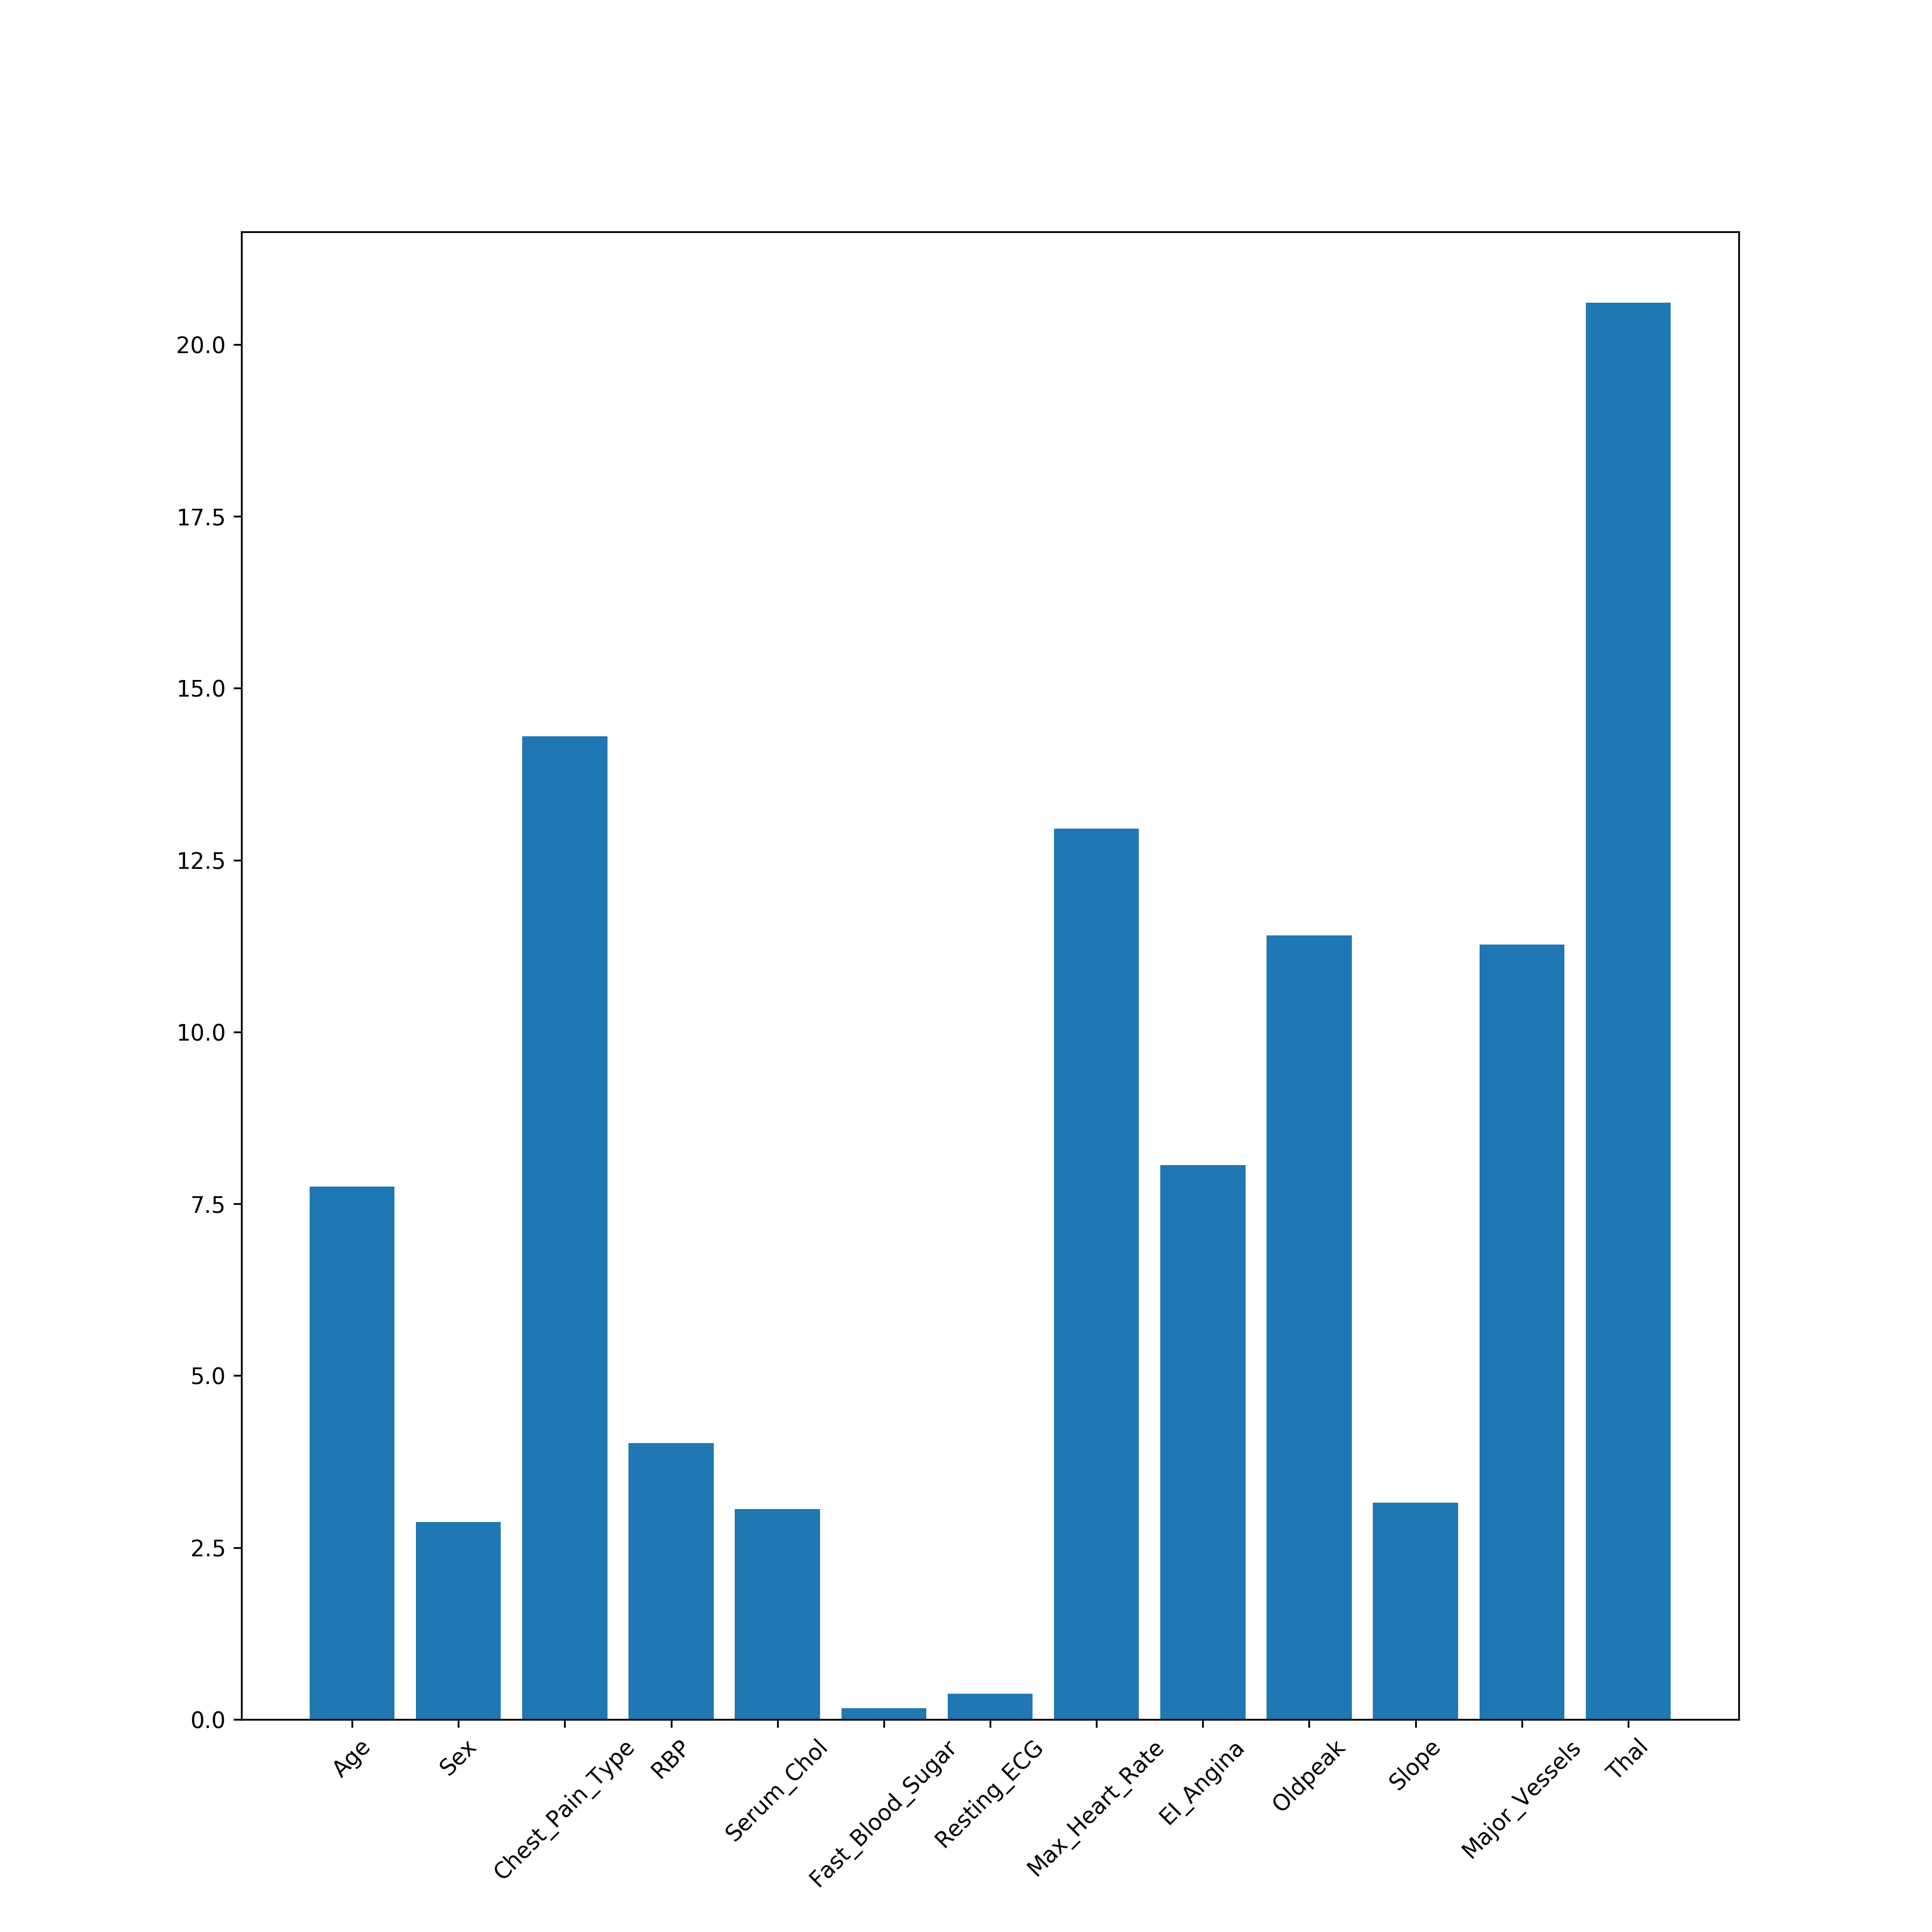 20.0
17.5
15.0
12.5
10.0
7.5
5.0
2.5
0.0
Age
Sex
Chest_Pain_Type
RBP
Serum_Chol
Fast_Blood_Sugar
Resting_ECG
Max_Heart_Rate
EI_Angina
Oldpeak
Slope
Major_Vessels
Thal